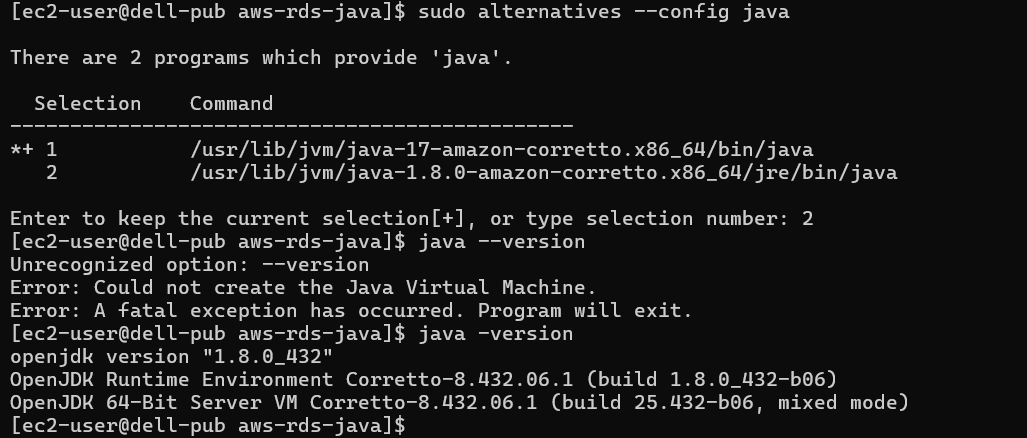 [ec2-user@dell-pub aws-rds-java]$ sudo alternatives --config java
There are 2 programs which provide 'java'.
Selection    Command
-----------------------------------------------
*+ 1           /usr/lib/jvm/java-17-amazon-corretto.x86_64/bin/java
   2           /usr/lib/jvm/java-1.8.0-amazon-corretto.x86_64/jre/bin/java
Enter to keep the current selection[+], or type selection number: 2
[ec2-user@dell-pub aws-rds-java]$ java --version
Unrecognized option: --version
Error: Could not create the Java Virtual Machine.
Error: A fatal exception has occurred. Program will exit.
[ec2-user@dell-pub aws-rds-java]$ java -version
openjdk version "1.8.0_432"
OpenJDK Runtime Environment Corretto-8.432.06.1 (build 1.8.0_432-b06)
OpenJDK 64-Bit Server VM Corretto-8.432.06.1 (build 25.432-b06, mixed mode)
[ec2-user@dell-pub aws-rds-java]$